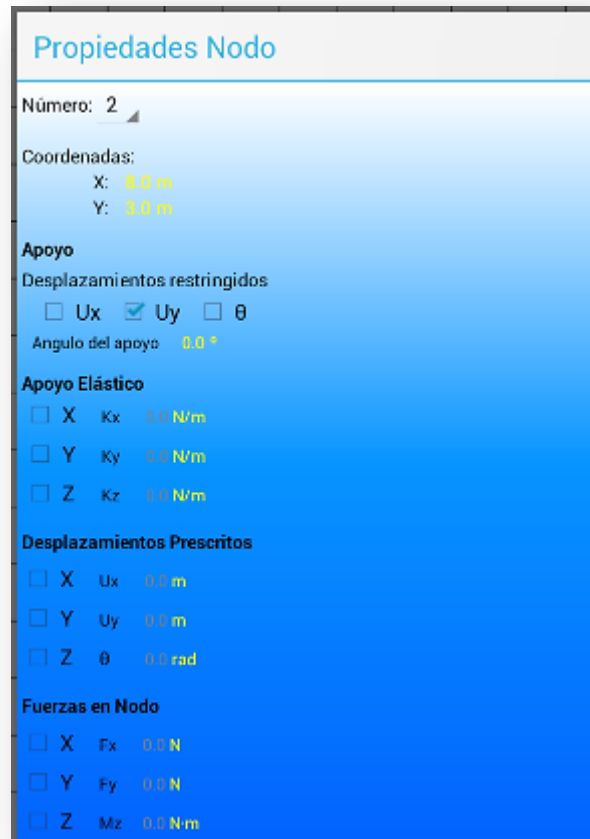 Propiedades Nodo
Número: 2
Coordenadas:
X: 8.0 m
Y: 3.0 m
Apoyo
Desplazamientos restringidos
Ux Uy θ
Angulo del apoyo 0.0 º
Apoyo Elástico
X Kx 0.0 N/m
Y Ky 0.0 N/m
Z Kz 0.0 N/m
Desplazamientos Prescritos
X Ux 0.0 m
Y Uy 0.0 m
Z θ 0.0 rad
Fuerzas en Nodo
X Fx 0.0 N
Y Fy 0.0 N
Z Mz 0.0 N·m